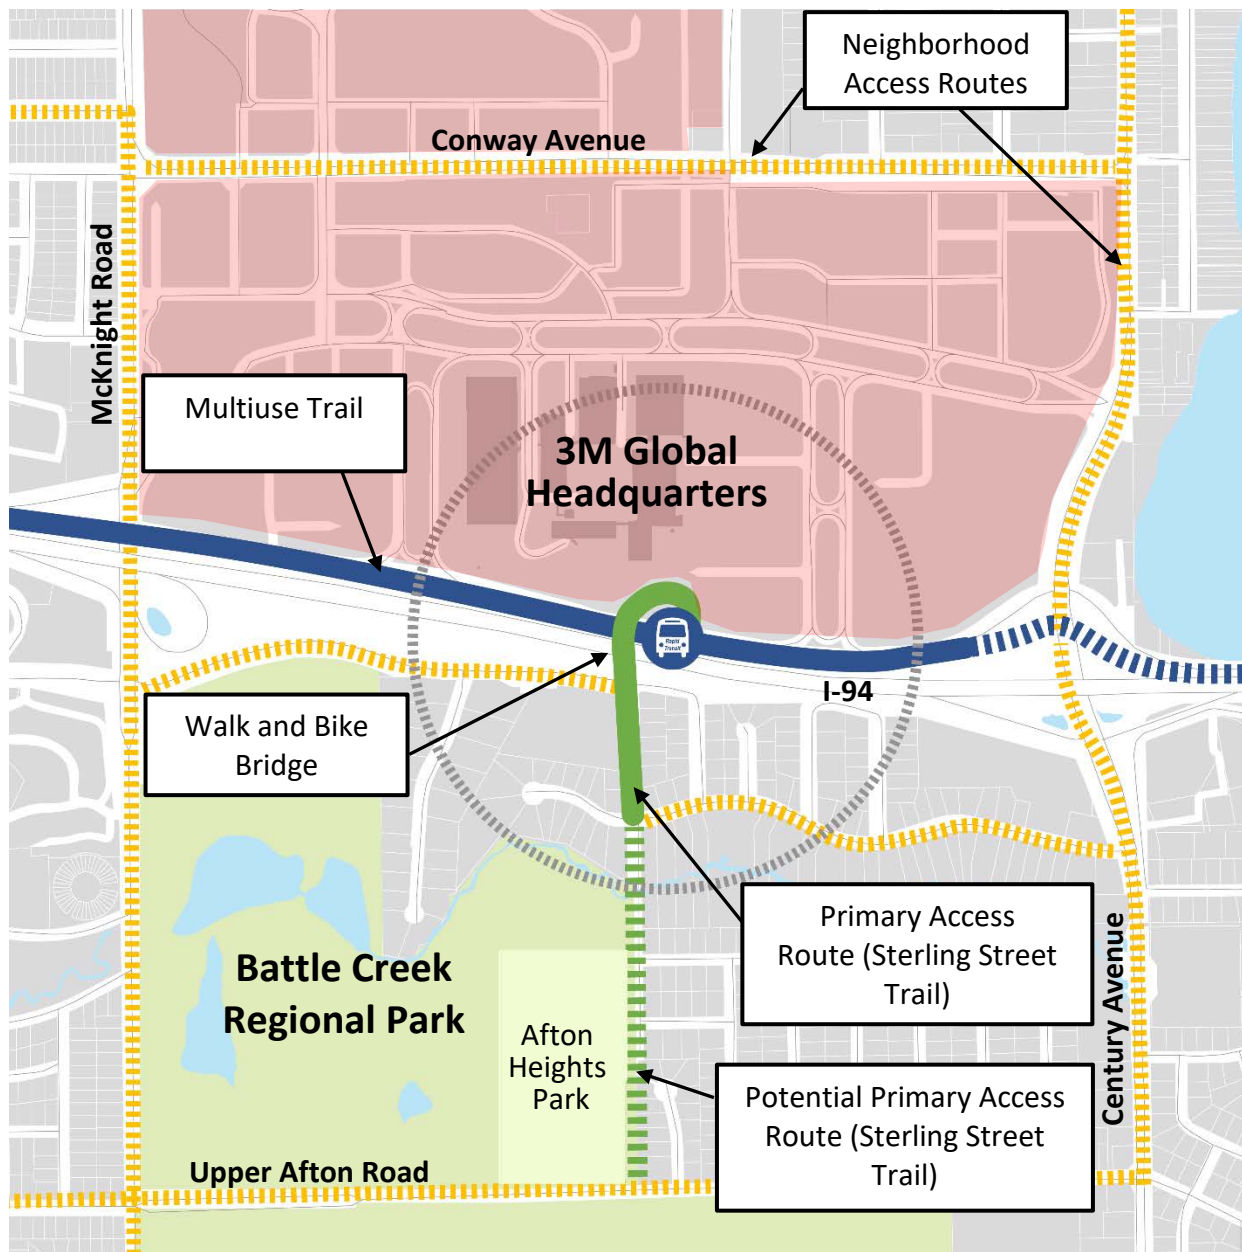 Neighborhood
Access Routes
Conway Avenue
McKnight Road
Multiuse Trail
3M Global
Headquarters
Rapid
Transit
I-94
Walk and Bike
Bridge
Primary Access
Route (Sterling Street
Trail)
Battle Creek
Regional Park
Afton
Heights
Park
Century Avenue
Potential Primary Access
Route (Sterling Street
Trail)
Upper Afton Road